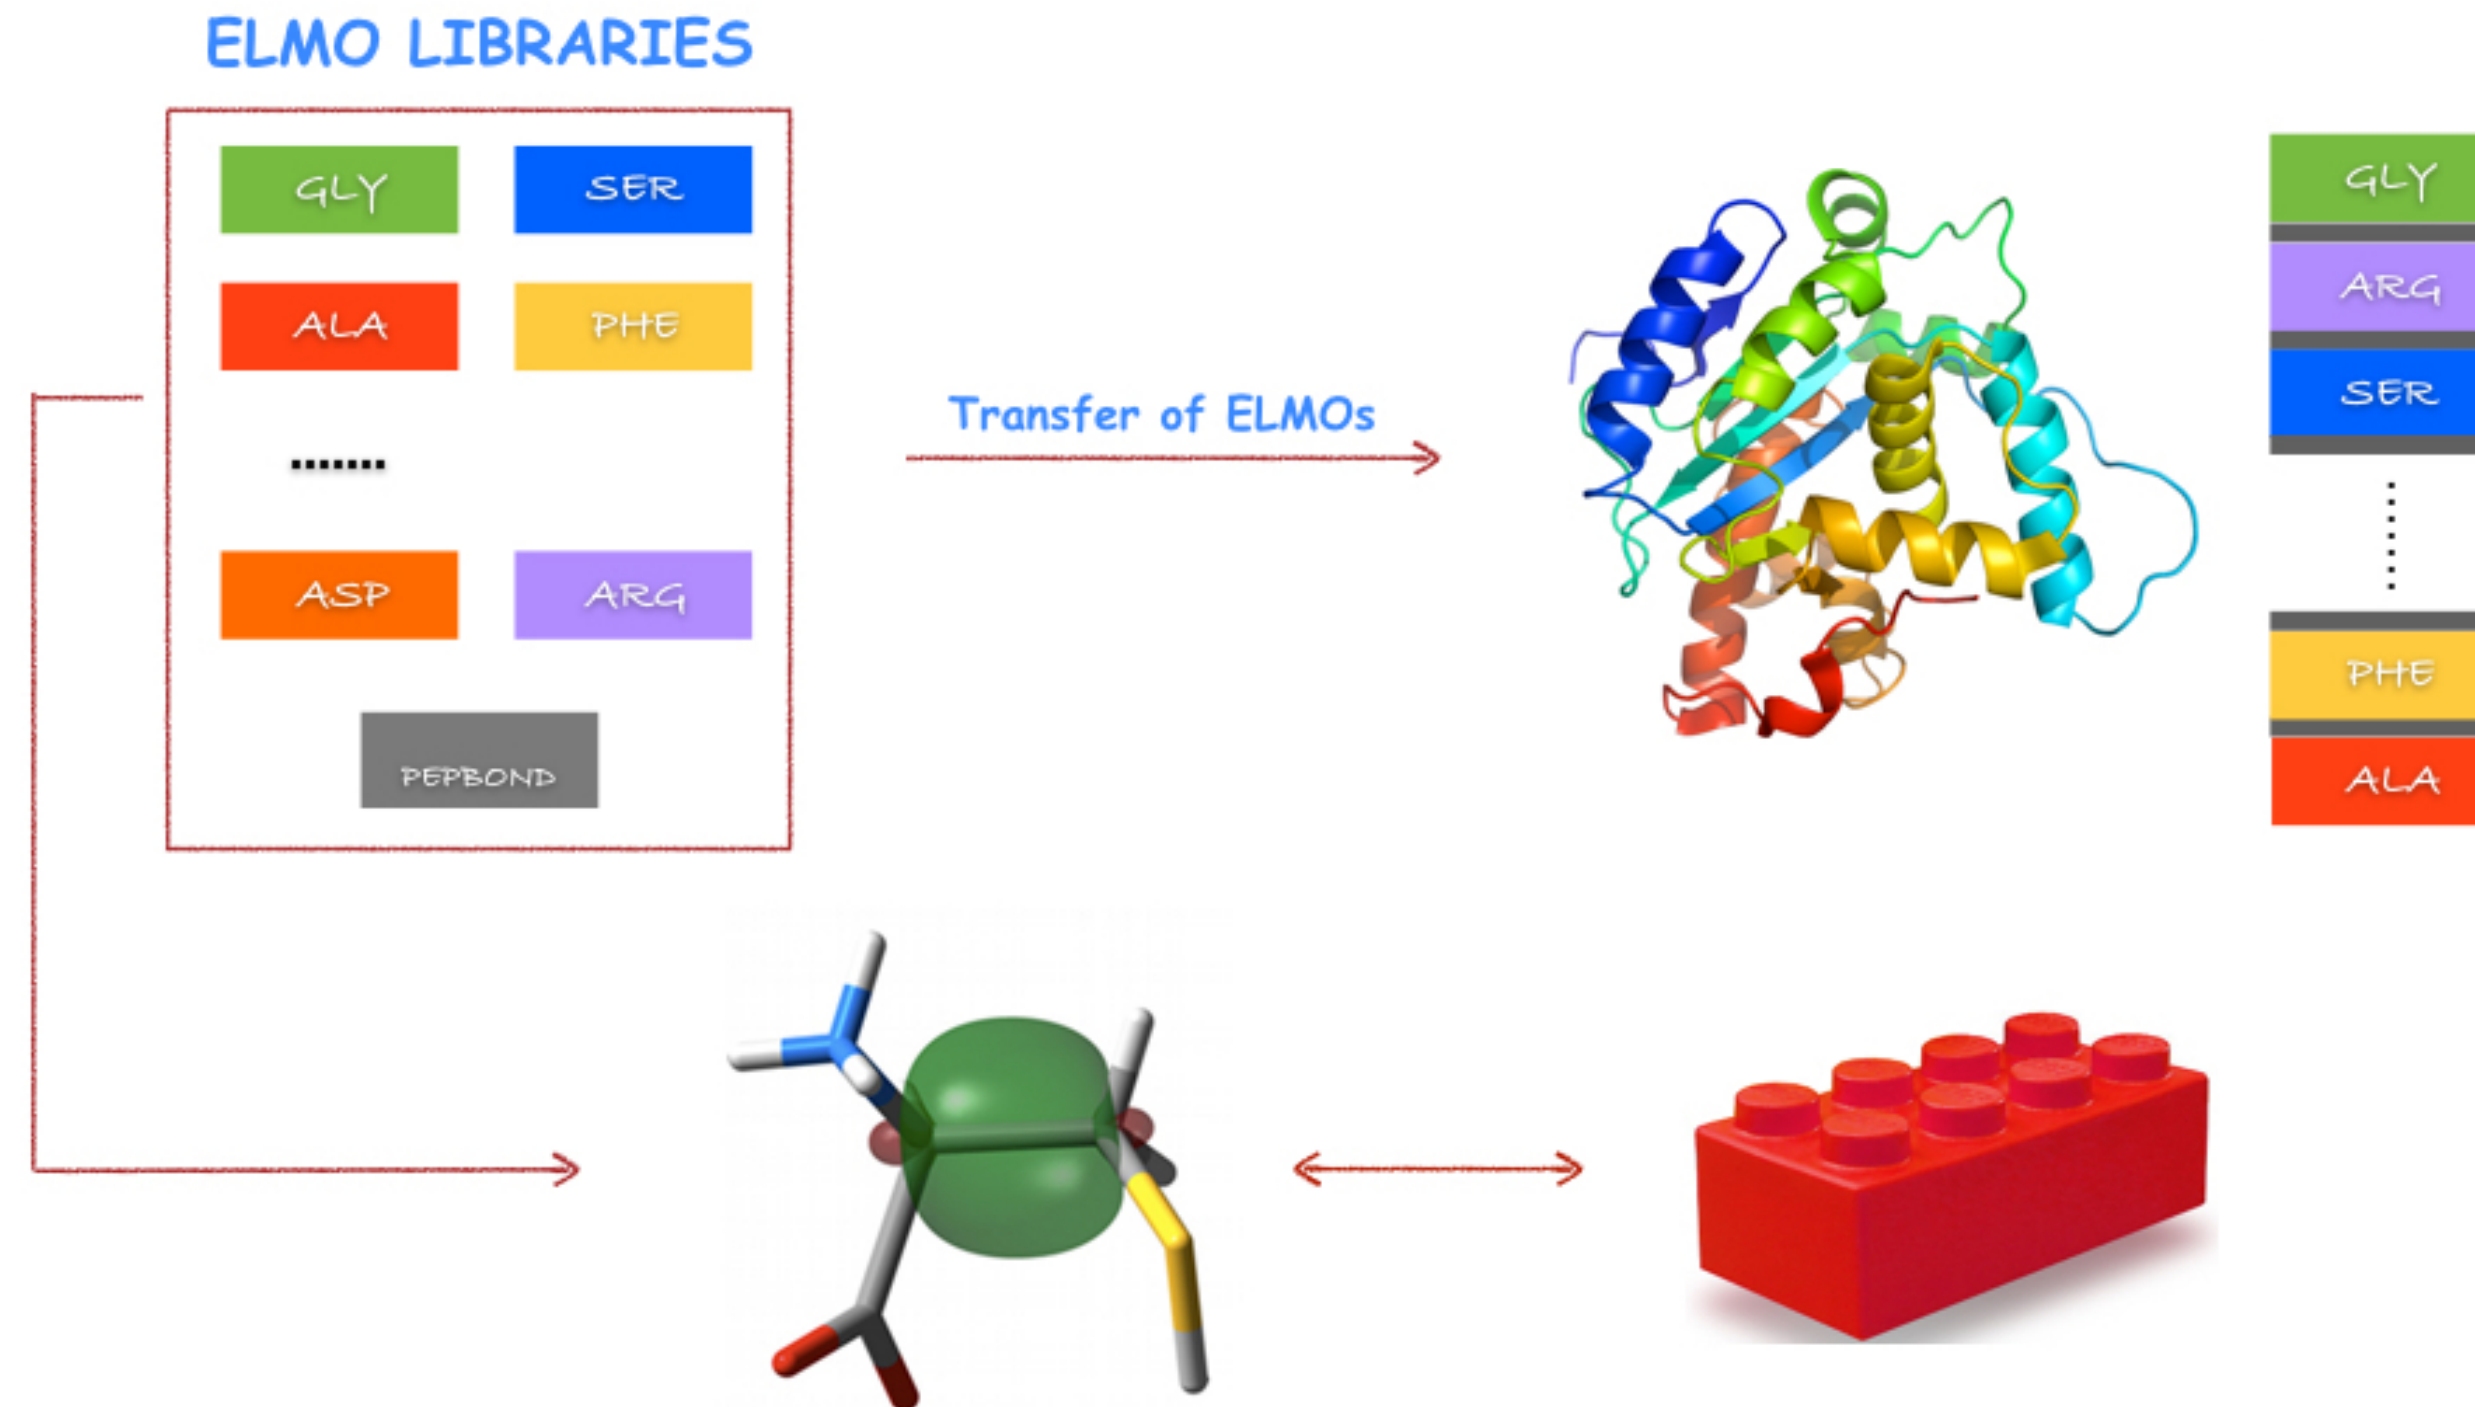 ELMO LIBRARIES
GLY SER
ALA PHE
.......
ASP ARG
PEPBOND
Transfer of ELMOs
GLY
ARG
SER
.......
PHE
ALA